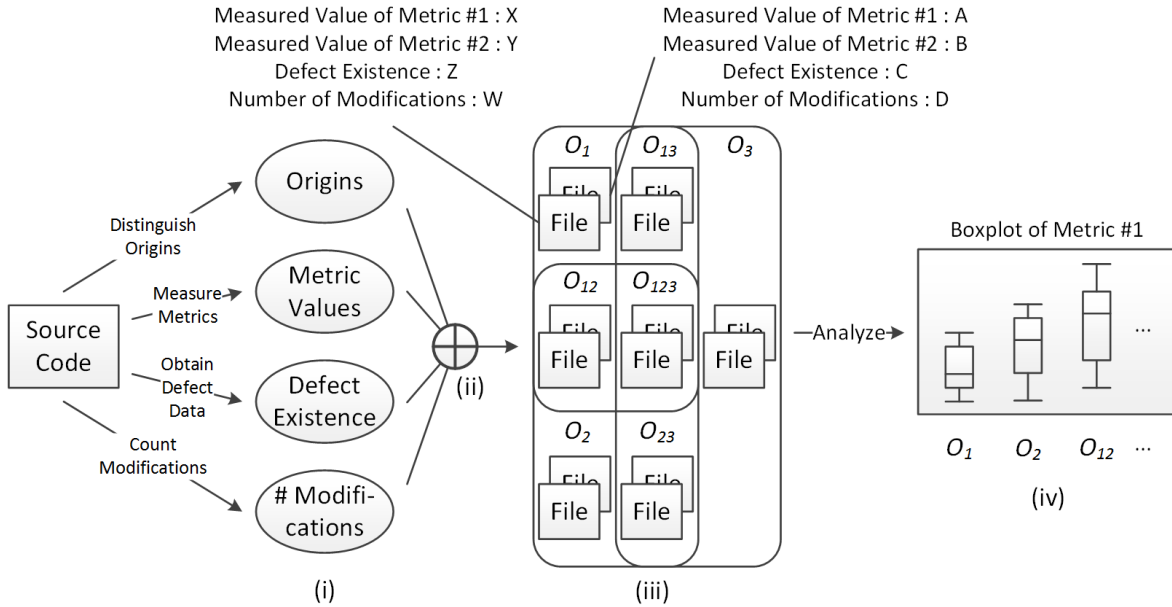 Measured Value of Metric #1 : X
Measured Value of Metric #2 : Y
Defect Existence : Z
Number of Modifications : W
Measured Value of Metric #1 : A
Measured Value of Metric #2 : B
Defect Existence : C
Number of Modifications : D
Source
Code
Distinguish
Origins
Measure
Metrics
Obtain
Defect
Data
Count
Modifications
Origins
Metric
Values
Defect
Existence
# Modifi-
cations
(i)
(ii)
O1
O13
O3
File
File
File
File
O12
O123
File
File
File
File
File
File
O2
O23
File
File
File
File
(iii)
Analyze
Boxplot of Metric #1
...
O1
O2
O12
...
(iv)